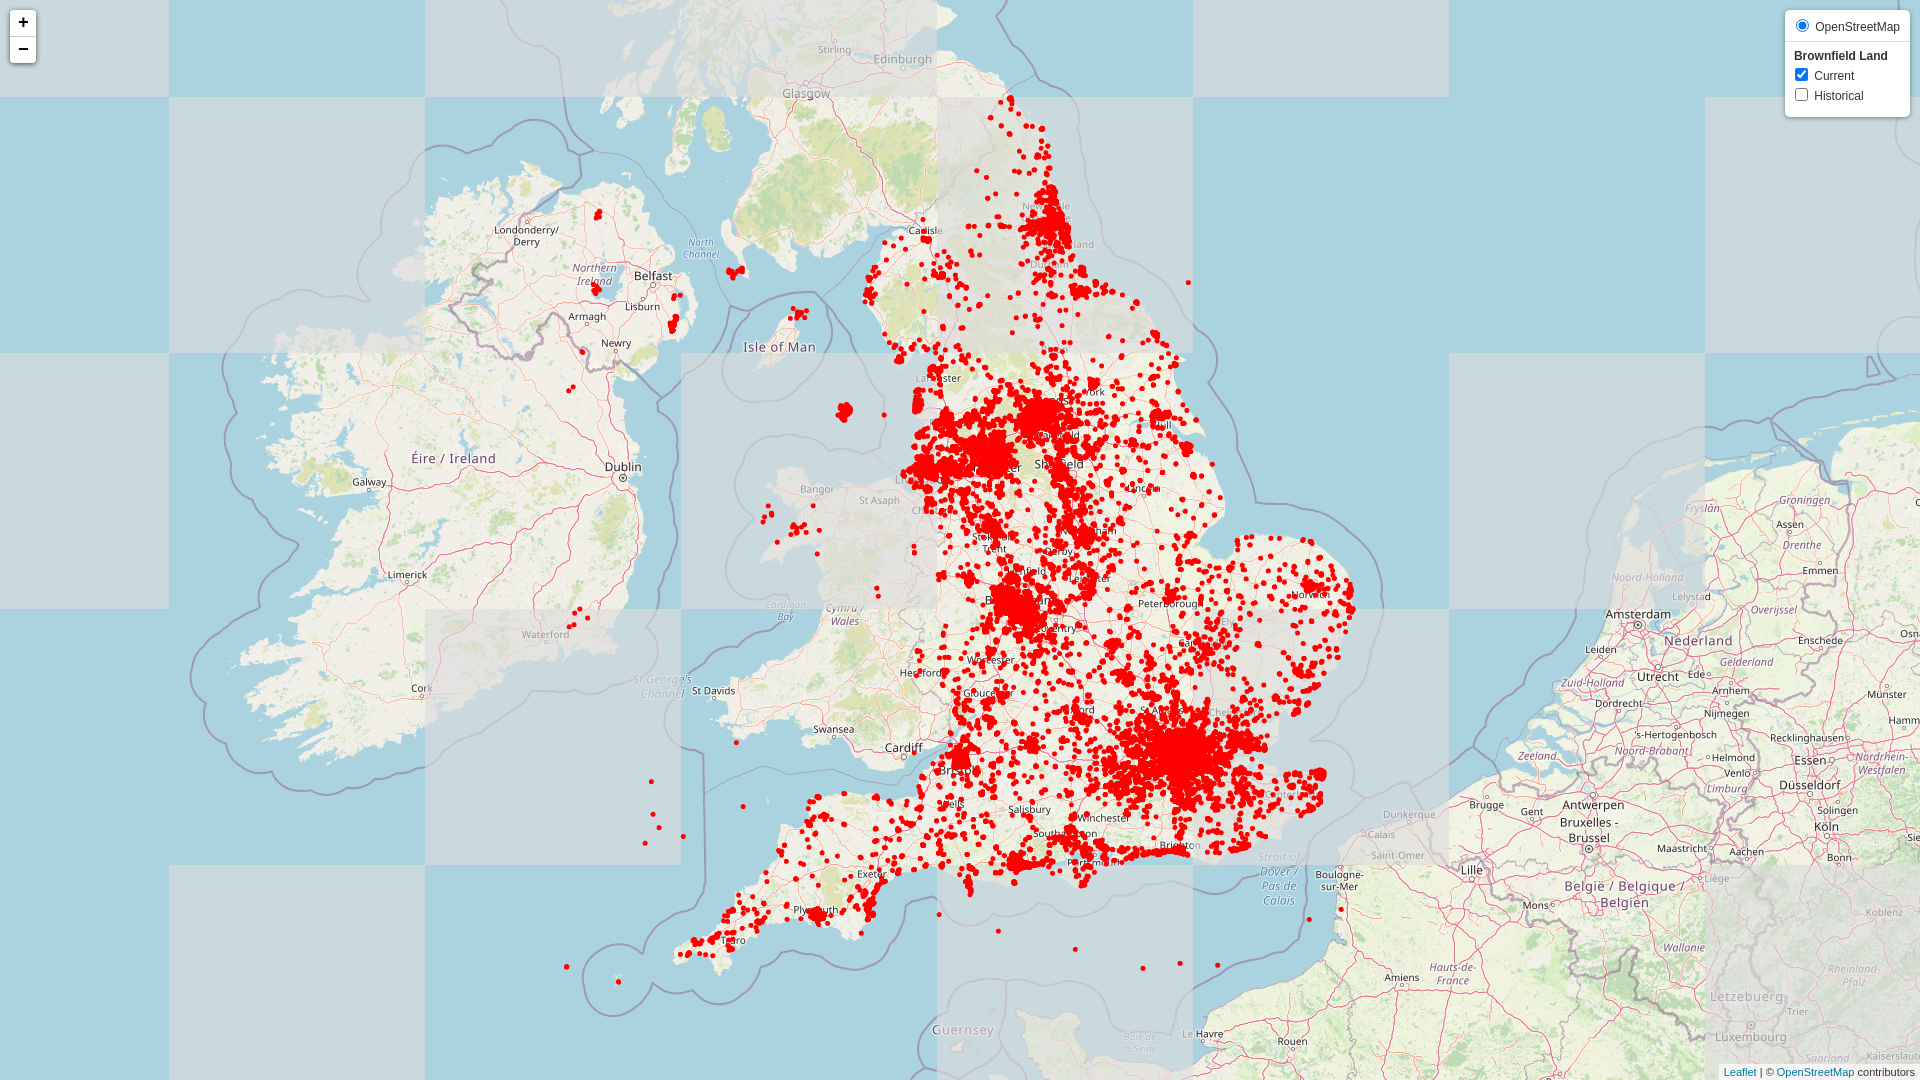 +
−
OpenStreetMap
Brownfield Land
Current
Historical
Stirling
Edinburgh
Glasgow
Londonderry/
Derry
North
Channel
Carlisle
Northern
Ireland
Belfast
Lisburn
Armagh
Newry
Isle of Man
Lancaster
York
Éire / Ireland
Dublin
Galway
Sheffield
Bangor
St Asaph
Lincoln
Stoke-on-
Trent
Derby
Leicester
Limerick
Peterborough
Norwich
Cardigan
Bay
Cymru /
Wales
Coventry
Waterford
Ely
Worcester
Hereford
Gloucester
St George's
Channel
St Davids
Cork
Swansea
Cardiff
Bristol
Wells
Salisbury
Winchester
Southampton
Portsmouth
Brighton
Canterbury
Exeter
Plymouth
Truro
Strait of
Dover /
Pas de
Calais
Guernsey
Baie de
la Seine
Le Havre
Rouen
Amiens
Hauts-de-
France
Dunkerque
Calais
Saint-Omer
Boulogne-
sur-Mer
Lille
Mons
Brugge
Gent
Antwerpen
Bruxelles -
Brussel
België / Belgique /
Belgien
Wallonie
Liège
Maastricht
Aachen
Bonn
Köln
Düsseldorf
Solingen
Essen
Recklinghausen
Helmond
Venlo
Limburg
's-Hertogenbosch
Noord-Brabant
Zeeland
Dordrecht
Zuid-Holland
Leiden
Utrecht
Ede
Arnhem
Nijmegen
Gelderland
Münster
Nederland
Amsterdam
Enschede
Overijssel
Lelystad
Noord-Holland
Emmen
Drenthe
Assen
Groningen
Fryslân
Koblenz
Rheinland-
Pfalz
Lëtzebuerg
Trier
Luxembourg
Saarland
Leaflet | © OpenStreetMap contributors